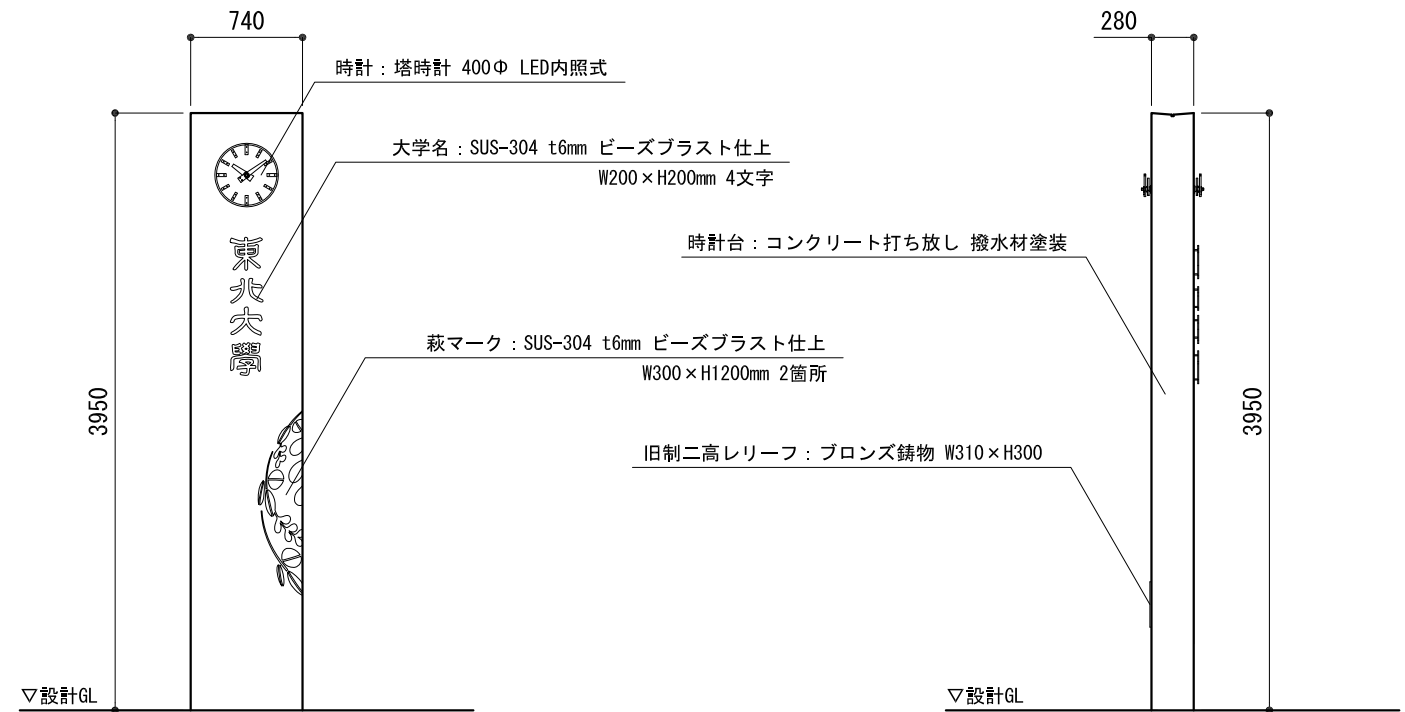 740
280
時計：塔時計 400Φ LED内照式
大学名：SUS-304 t6mm ビーズブラスト仕上
W200×H200mm 4文字
時計台：コンクリート打ち放し 撥水材塗装
萩マーク：SUS-304 t6mm ビーズブラスト仕上
W300×H1200mm 2箇所
旧制二高レリーフ：ブロンズ鋳物 W310×H300
東
北
大
學
3950
3950
▽設計GL
▽設計GL